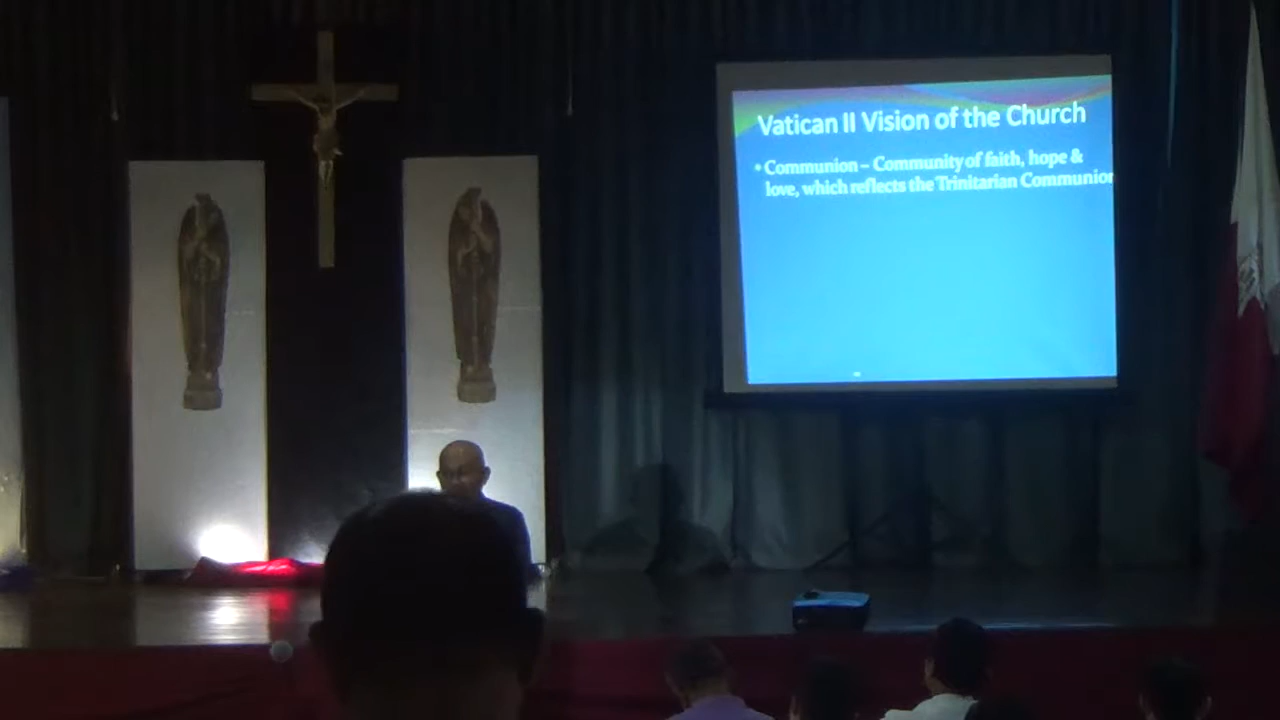 Vatican II Vision of the Church
• Communion – Community of faith, hope &
love, which reflects the Trinitarian Communion